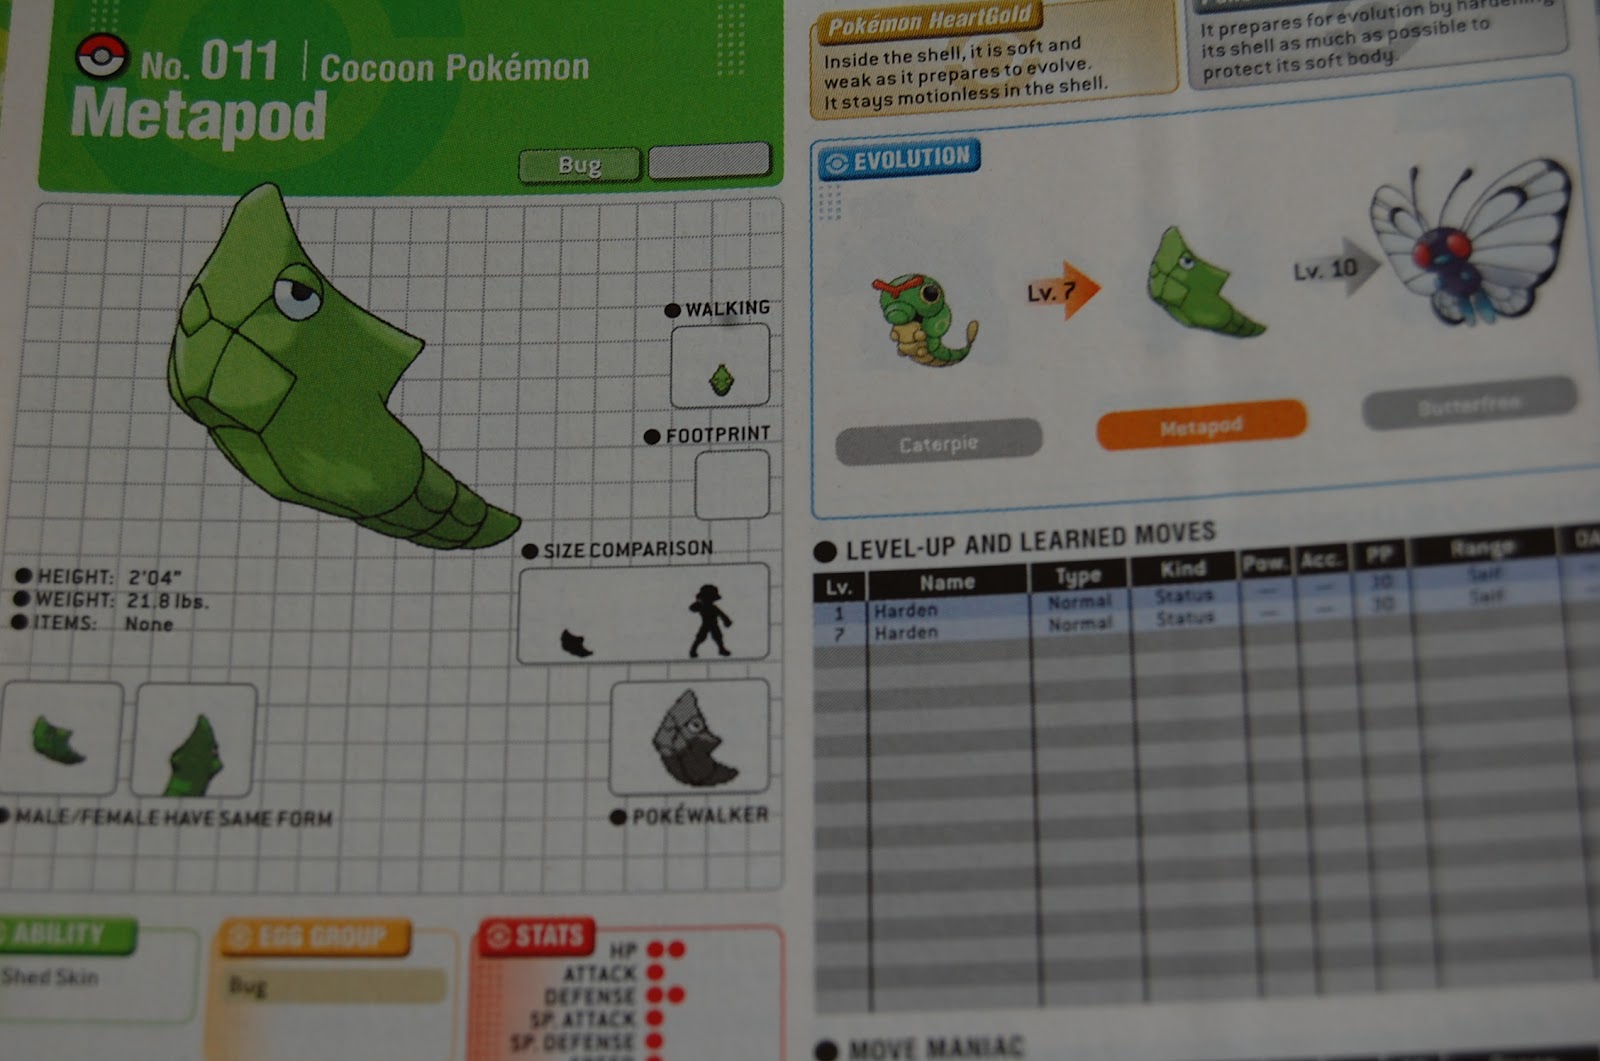 No. 011 | Cocoon Pokémon
Metapod
Bug
WALKING
FOOTPRINT
SIZE COMPARISON
HEIGHT: 2'04"
WEIGHT: 21.8 lbs.
ITEMS: None
MALE/FEMALE HAVE SAME FORM
POKÉWALKER
ABILITY
Shed Skin
EGG GROUP
Bug
STATS
HP
ATTACK
DEFENSE
SP. ATTACK
SP. DEFENSE
Pokémon HeartGold
Inside the shell, it is soft and
weak as it prepares to evolve.
It stays motionless in the shell.
It prepares for evolution by hardening
its shell as much as possible to
protect its soft body.
EVOLUTION
Lv. 7
Lv. 10
Caterpie
Metapod
Butterfree
LEVEL-UP AND LEARNED MOVES
Lv. Name Type Kind Pow. Acc. PP Range DA
1 Harden Normal Status — — 30 Self —
7 Harden Normal Status — — 30 Self —
MOVE MANIAC